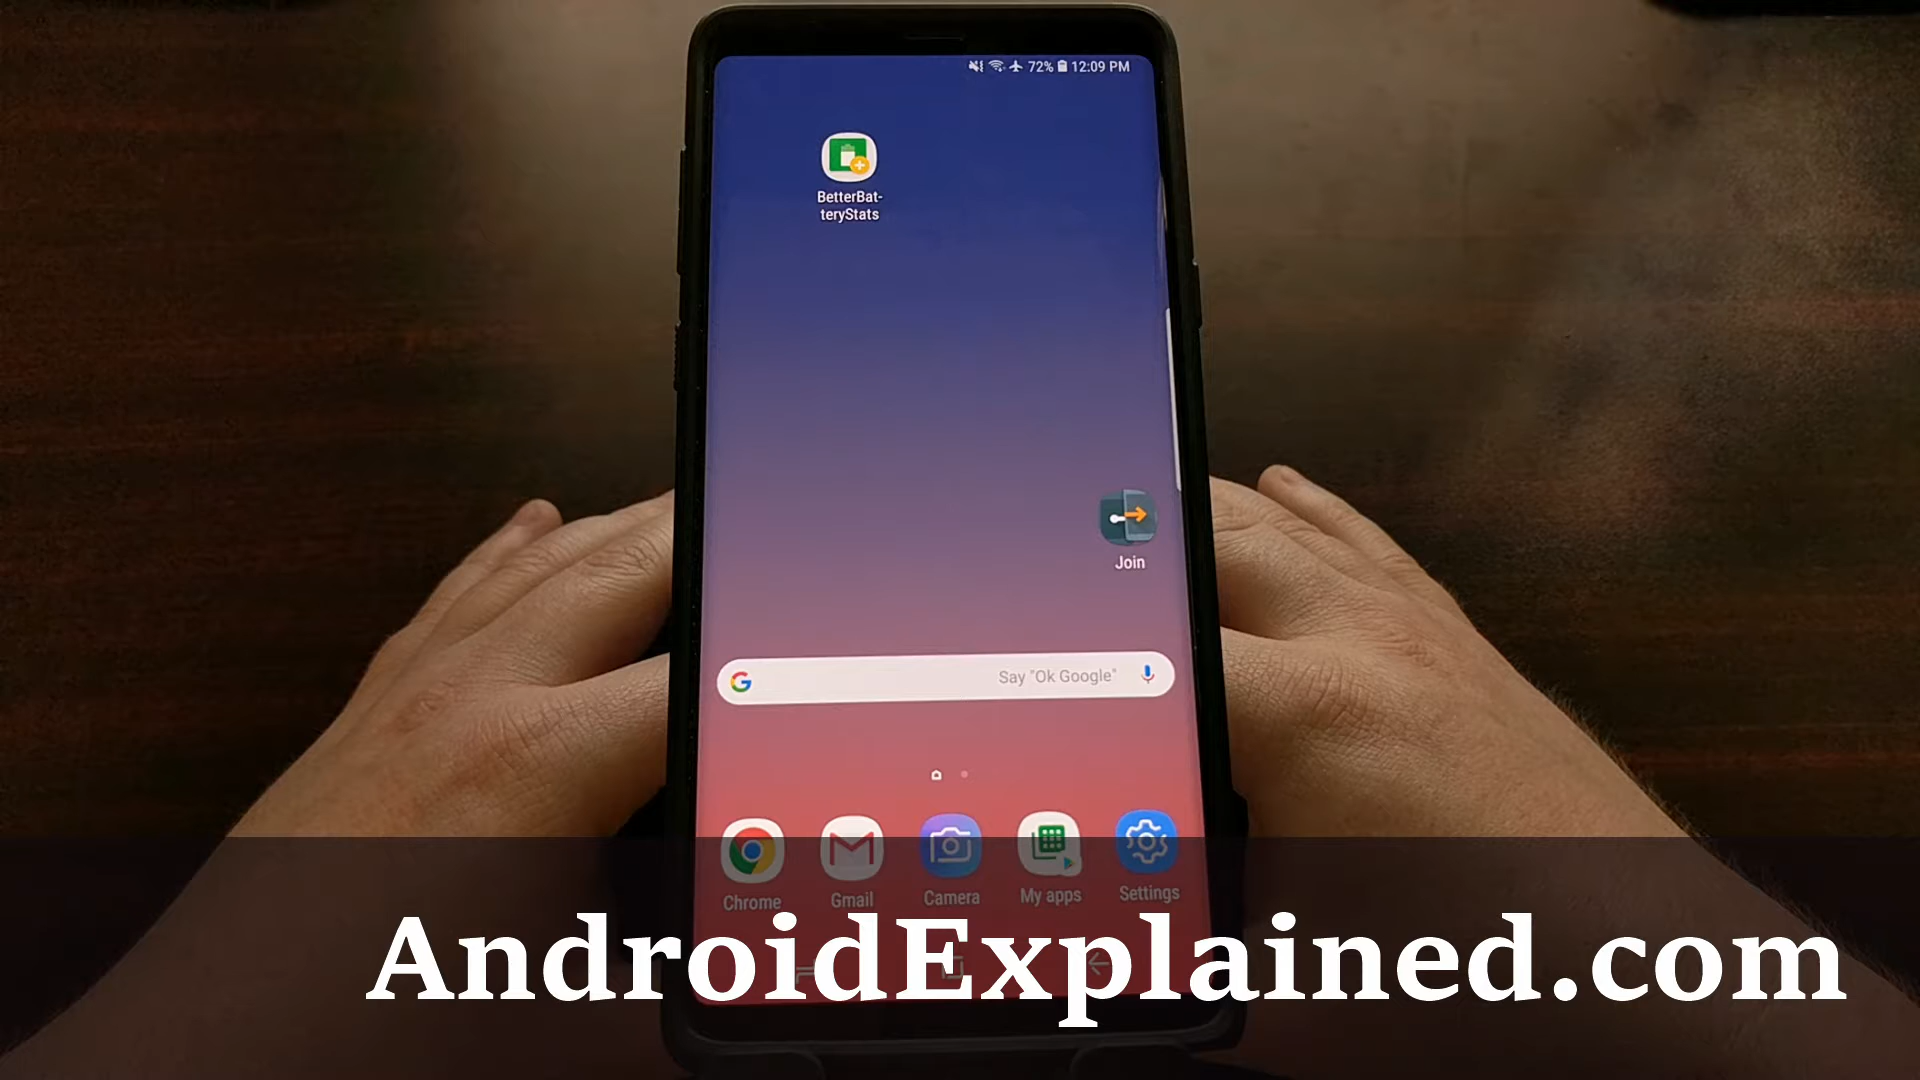 72% 12:09 PM
BetterBat-
teryStats
Join
Say "Ok Google"
Chrome Gmail Camera My apps Settings
AndroidExplained.com